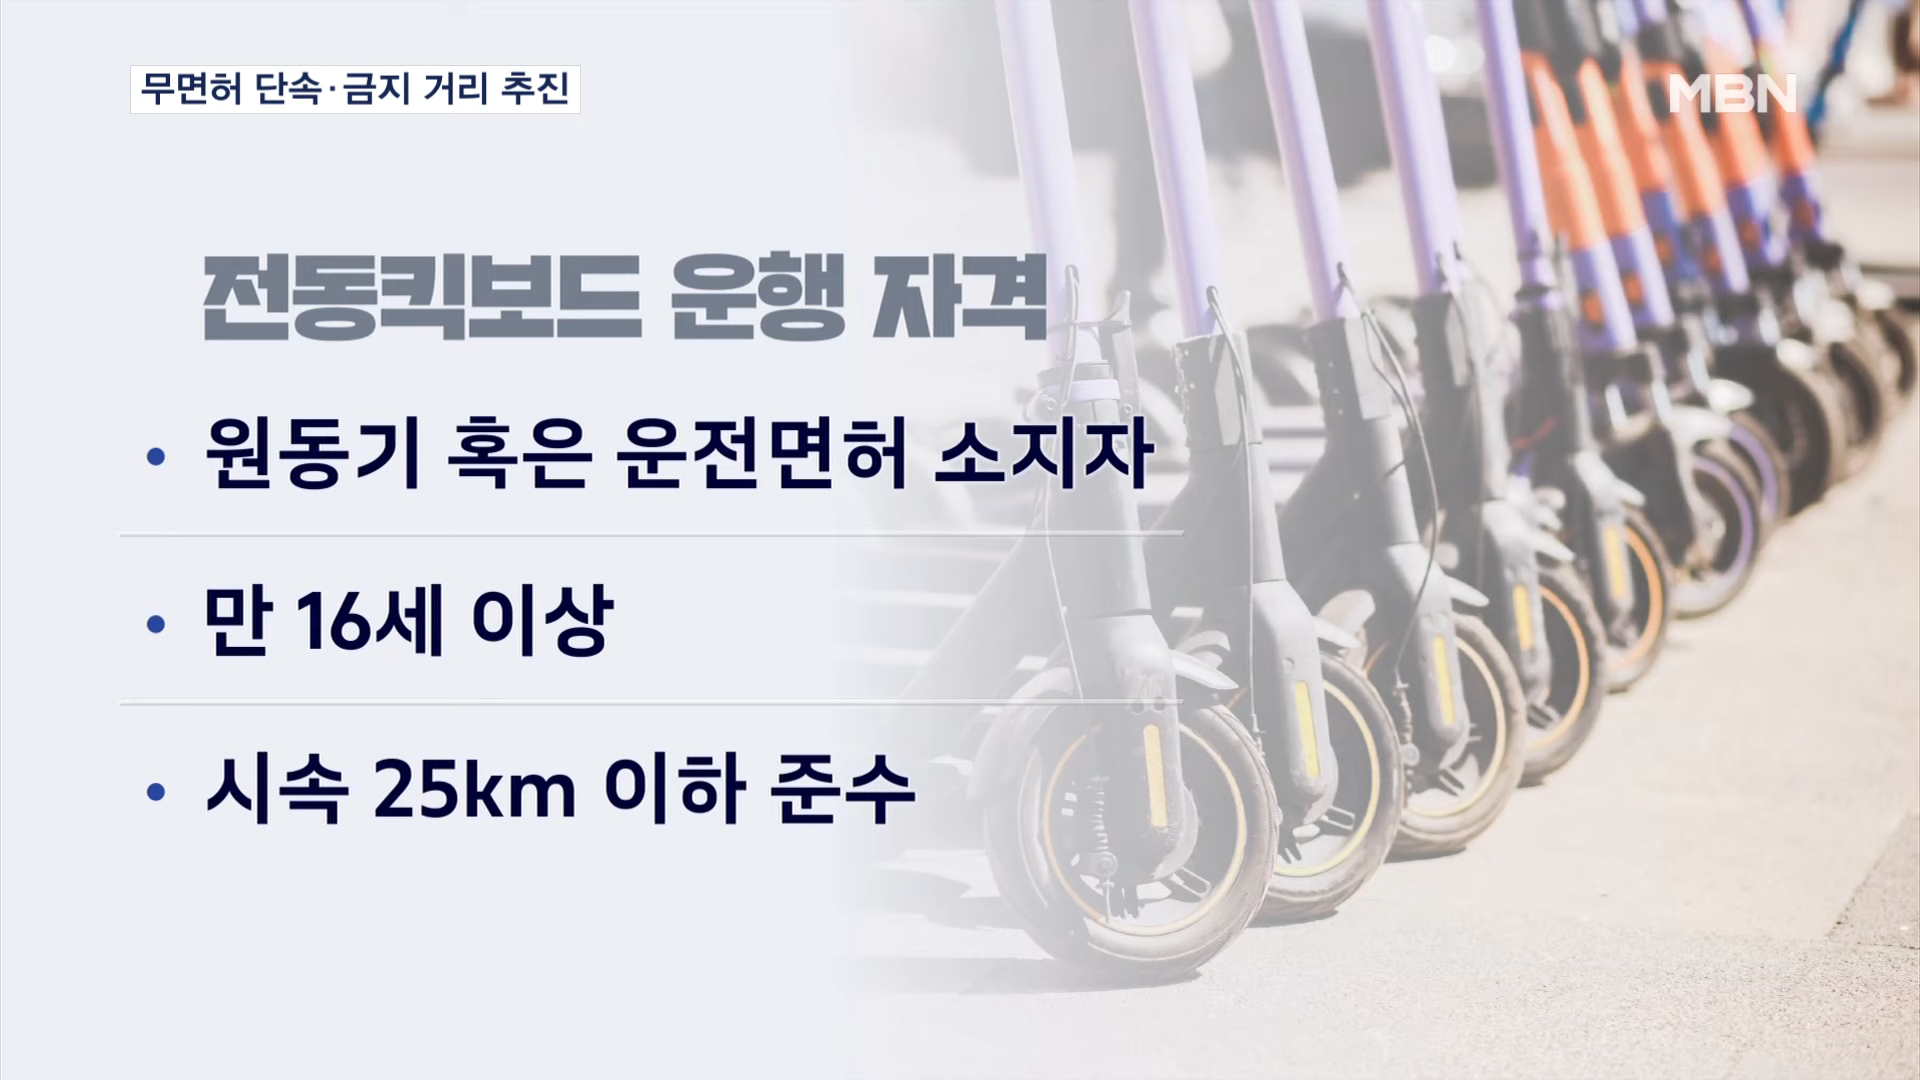 무면허 단속·금지 거리 추진
MBN
전동킥보드 운행 자격
• 원동기 혹은 운전면허 소지자
• 만 16세 이상
• 시속 25km 이하 준수